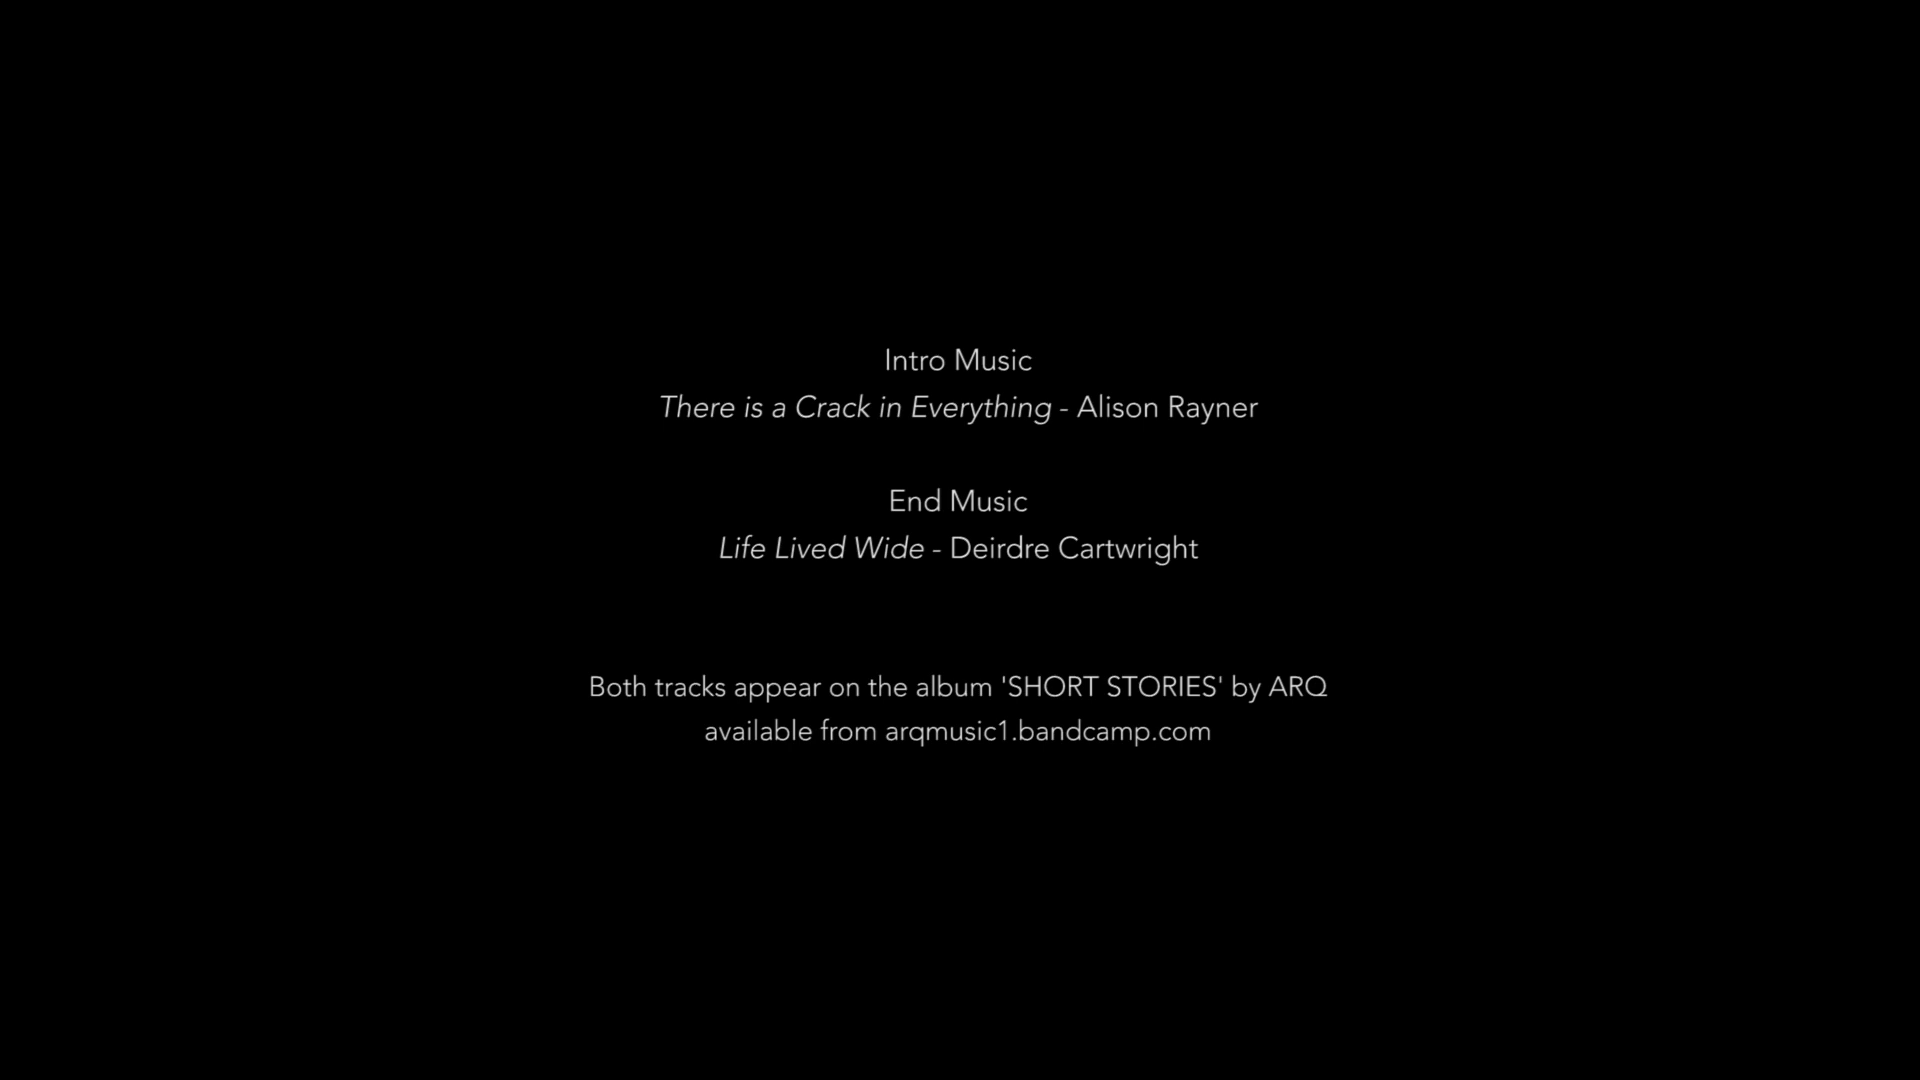 Intro Music
There is a Crack in Everything - Alison Rayner
End Music
Life Lived Wide - Deirdre Cartwright
Both tracks appear on the album 'SHORT STORIES' by ARQ
available from arqmusic1.bandcamp.com